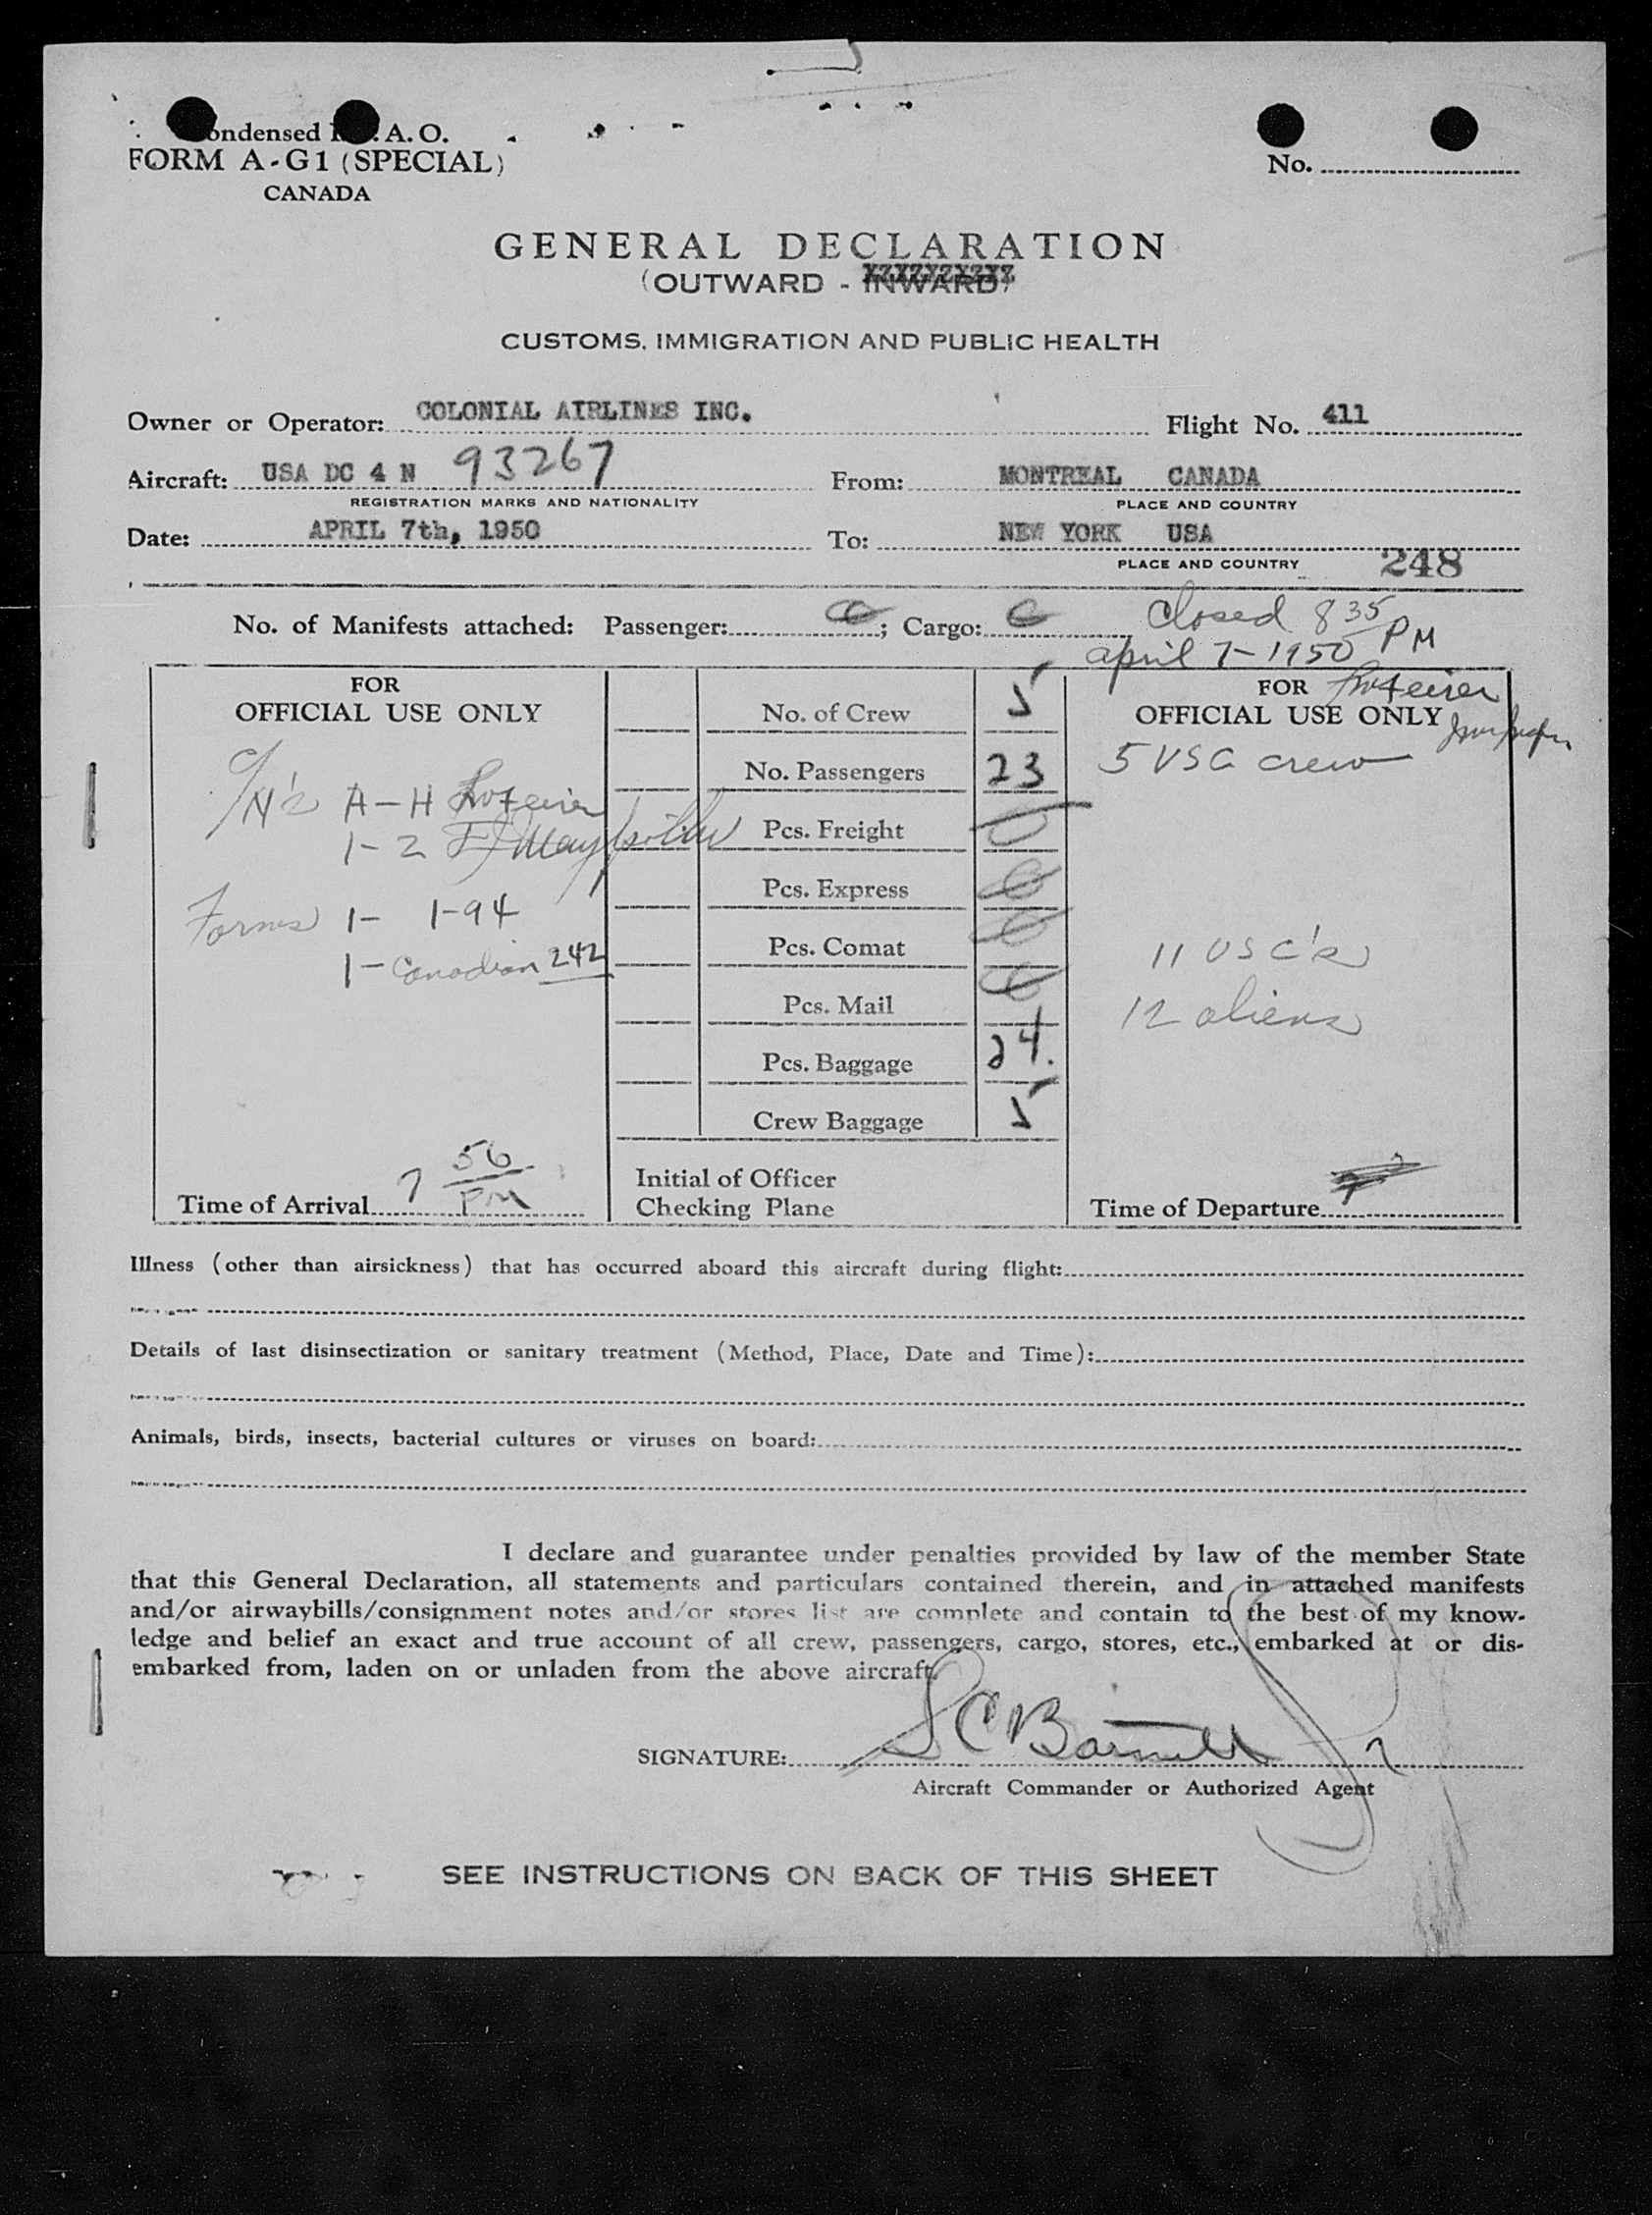 ondensed I. A. O.
FORM A-G1 (SPECIAL)
CANADA
No.
GENERAL DECLARATION
(OUTWARD - INWARD)
CUSTOMS, IMMIGRATION AND PUBLIC HEALTH
Owner or Operator: COLONIAL AIRLINES INC. Flight No. 411
Aircraft: USA DC 4 N 93267 From: MONTREAL CANADA
REGISTRATION MARKS AND NATIONALITY PLACE AND COUNTRY
Date: APRIL 7th, 1950 To: NEW YORK USA
PLACE AND COUNTRY 248
No. of Manifests attached: Passenger: ; Cargo: Closed 8 35 PM
april 7-1950
FOR OFFICIAL USE ONLY
A-H
1-2
Forms 1- 1-94
1- Canadian 242
Time of Arrival 7 56 PM
No. of Crew 5
No. Passengers 23
Pcs. Freight 0
Pcs. Express 0
Pcs. Comat 0
Pcs. Mail 0
Pcs. Baggage 24.
Crew Baggage 5
Initial of Officer
Checking Plane
FOR
OFFICIAL USE ONLY
5 USC crew
11 USC's
12 aliens
Time of Departure
Illness (other than airsickness) that has occurred aboard this aircraft during flight:
Details of last disinsectization or sanitary treatment (Method, Place, Date and Time):
Animals, birds, insects, bacterial cultures or viruses on board:
I declare and guarantee under penalties provided by law of the member State
that this General Declaration, all statements and particulars contained therein, and in attached manifests
and/or airwaybills/consignment notes and/or stores list are complete and contain to the best of my know-
ledge and belief an exact and true account of all crew, passengers, cargo, stores, etc., embarked at or dis-
embarked from, laden on or unladen from the above aircraft.
SIGNATURE: S C Barnett
Aircraft Commander or Authorized Agent
SEE INSTRUCTIONS ON BACK OF THIS SHEET